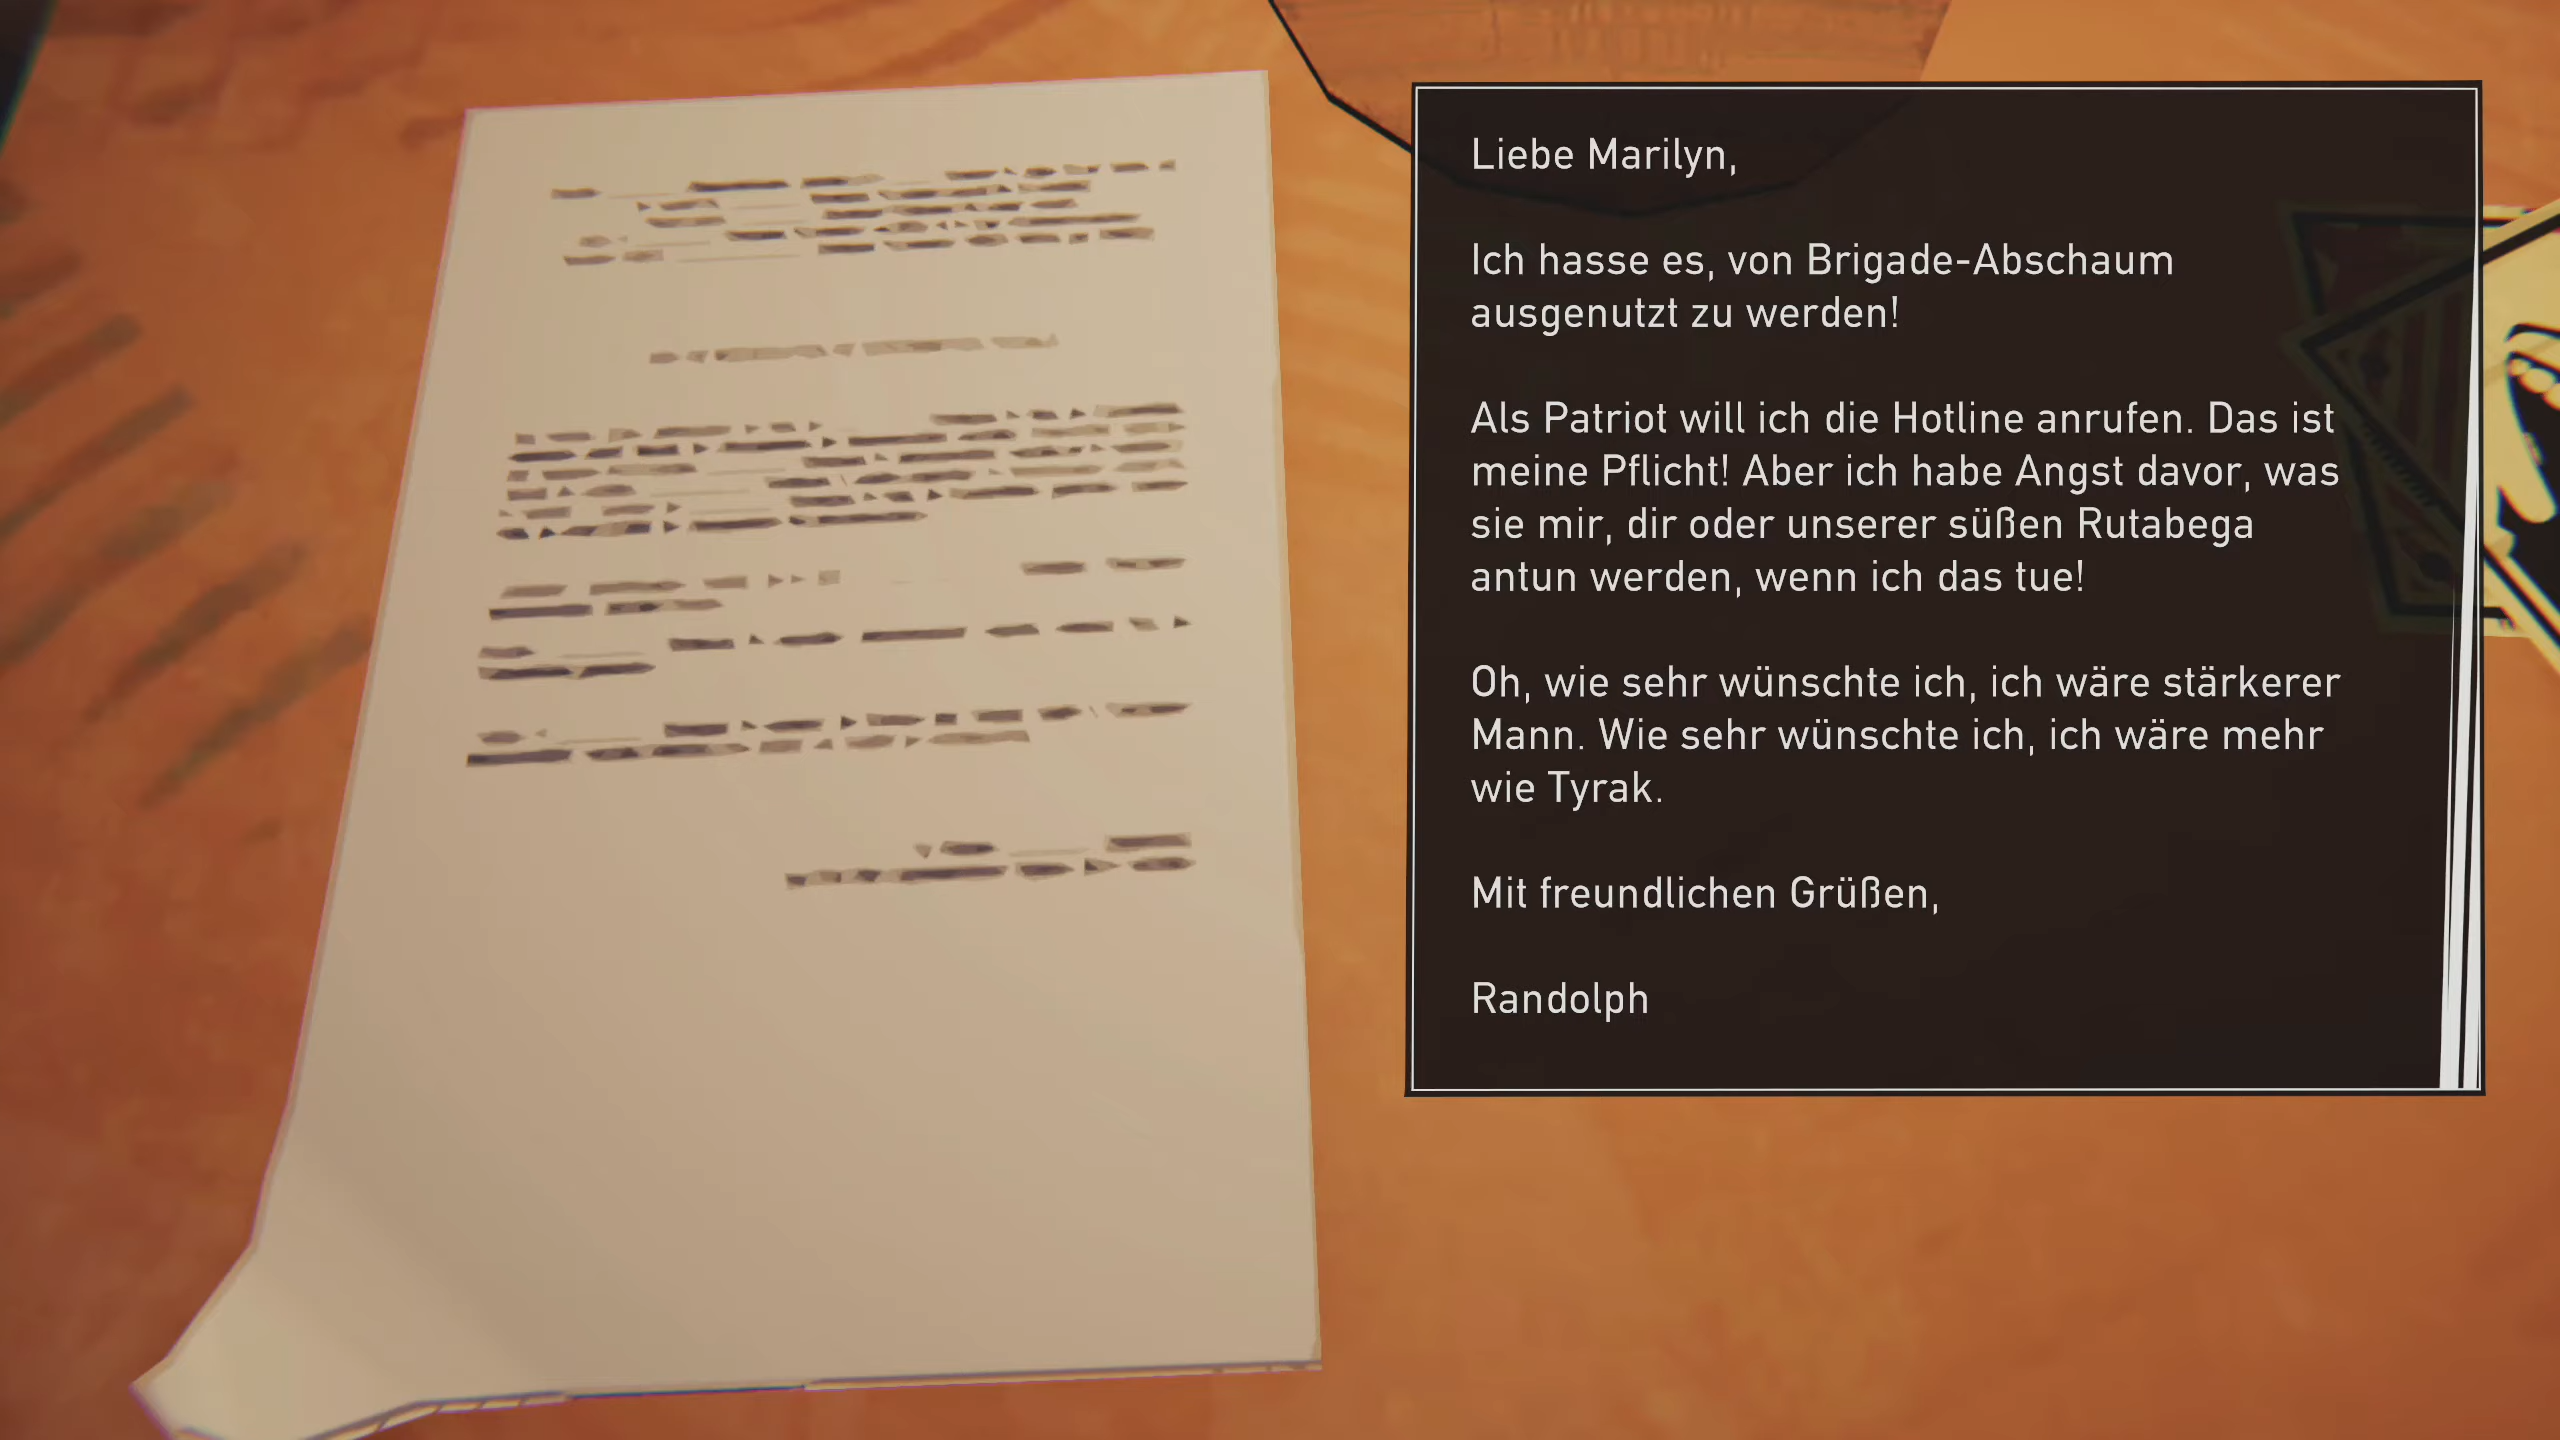 Liebe Marilyn,
Ich hasse es, von Brigade-Abschaum
ausgenutzt zu werden!
Als Patriot will ich die Hotline anrufen. Das ist
meine Pflicht! Aber ich habe Angst davor, was
sie mir, dir oder unserer süßen Rutabega
antun werden, wenn ich das tue!
Oh, wie sehr wünschte ich, ich wäre stärkerer
Mann. Wie sehr wünschte ich, ich wäre mehr
wie Tyrak.
Mit freundlichen Grüßen,
Randolph